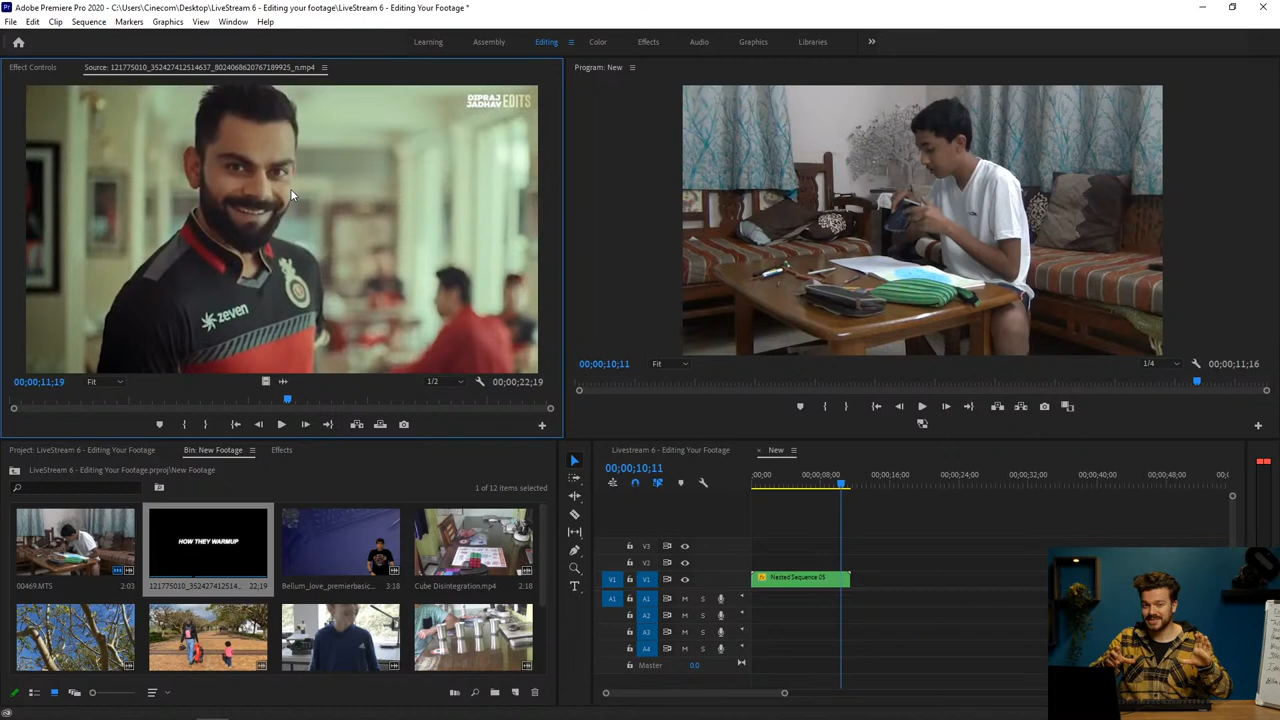 Adobe Premiere Pro 2020 - C:\Users\Cinecom\Desktop\LiveStream 6 - Editing your footage\LiveStream 6 - Editing Your Footage *
File Edit Clip Sequence Markers Graphics View Window Help
Learning Assembly Editing Color Effects Audio Graphics Libraries
Effect Controls Source: 121775010_352427412514637_8024068620767189925_n.mp4
Program: New
DIPRAJ
JADHAV EDITS
zeven
00;00;11;19 Fit 1/2 00;00;22;19
00;00;10;11 Fit 1/4 00;00;11;16
Project: LiveStream 6 - Editing Your Footage Bin: New Footage Effects
LiveStream 6 - Editing Your Footage.prproj\New Footage
1 of 12 items selected
HOW THEY WARMUP
00469.MTS 5:18
121775010_352427412514... 22;19
Bellum_love_premierbasic... 3:18
Cube Disintegration.mp4 2:18
Livestream 6 - Editing Your Footage × New
00;00;10;11
;00;00 00;00;08;00 00;00;16;00 00;00;24;00 00;00;32;00 00;00;40;00 00;00;48;00 00;0
V3
V2
V1 V1 fx Nested Sequence 05
A1 A1 M S
A2 M S
A3 M S
A4 M S
Master 0.0